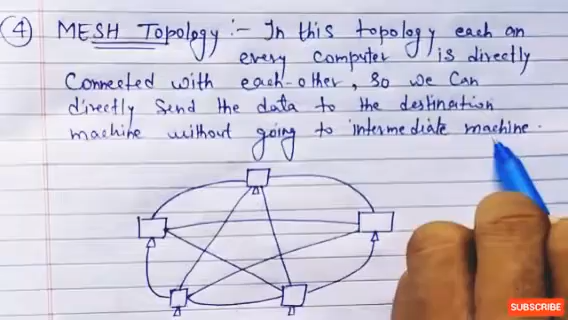 ④ MESH Topology :- In this topology each an
every computer is directly
Connected with each-other, So we Can
directly Send the data to the destination
machine without going to intermediate machine.
SUBSCRIBE